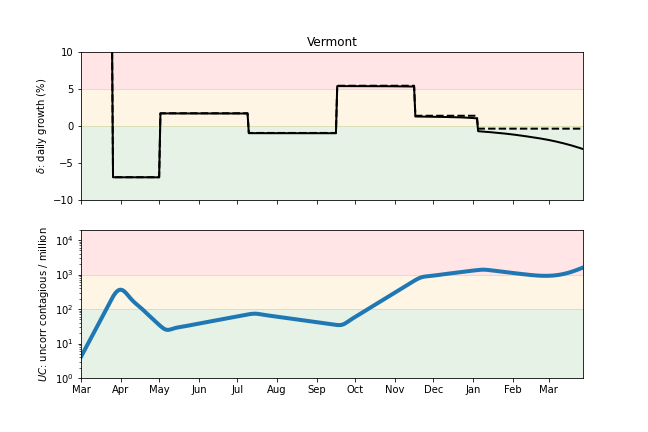 Vermont
δ: daily growth (%)
10
5
0
−5
−10
UC: uncorr contagious / million
10⁴
10³
10²
10¹
10⁰
Mar Apr May Jun Jul Aug Sep Oct Nov Dec Jan Feb Mar